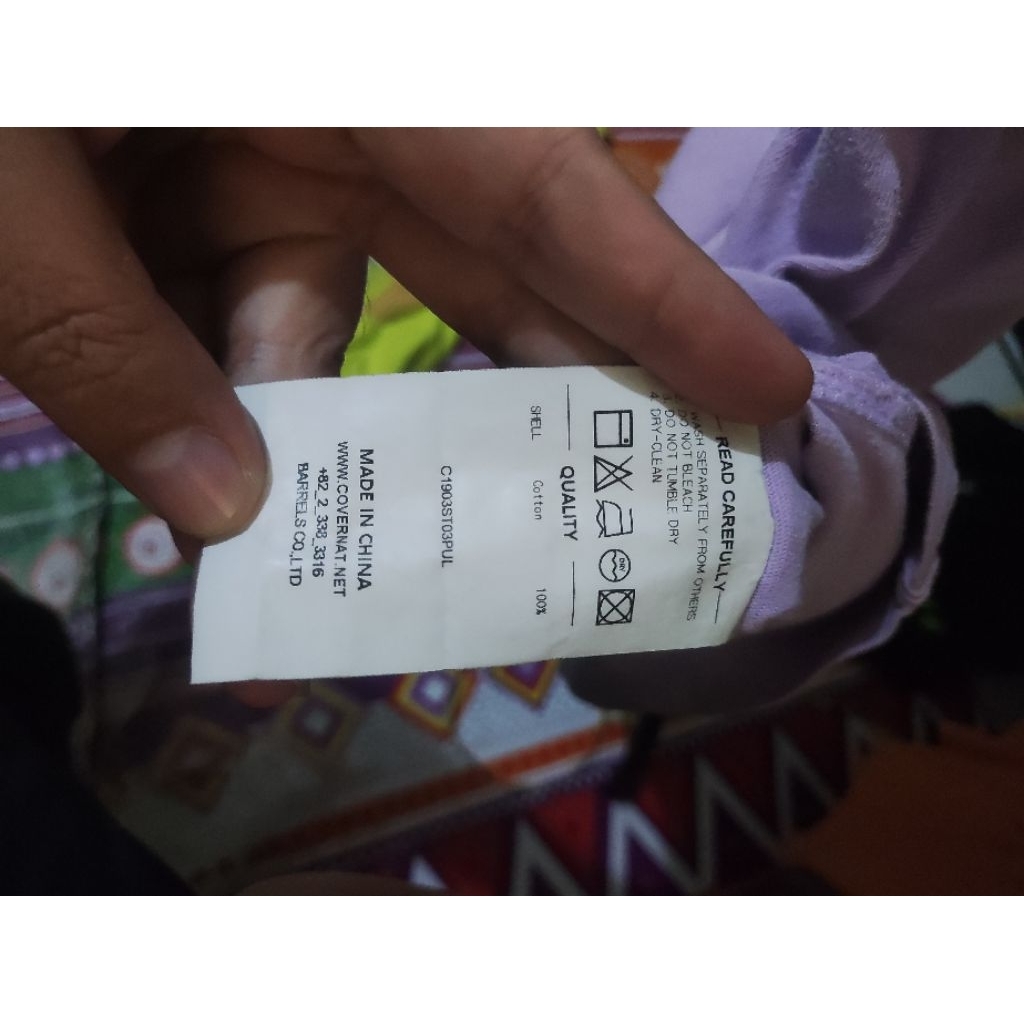 READ CAREFULLY
WASH SEPARATELY FROM OTHERS
DO NOT BLEACH
DO NOT TUMBLE DRY
4. DRY-CLEAN
DRY
QUALITY
SHELL Cotton 100%
C1903ST03PUL
MADE IN CHINA
WWW.COVERNAT.NET
+82_2_338_3316
BARRELS CO.,LTD